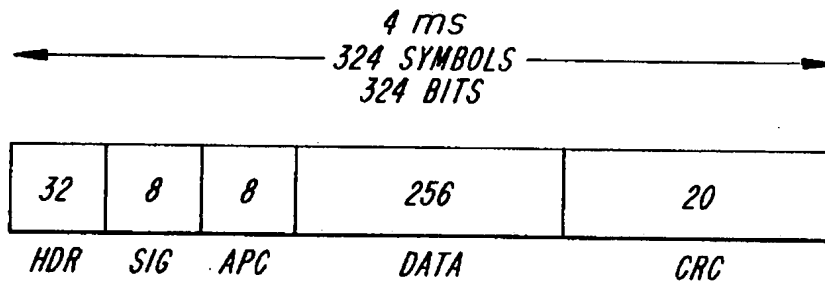 4 ms
324 SYMBOLS
324 BITS
32 8 8 256 20
HDR SIG APC DATA CRC